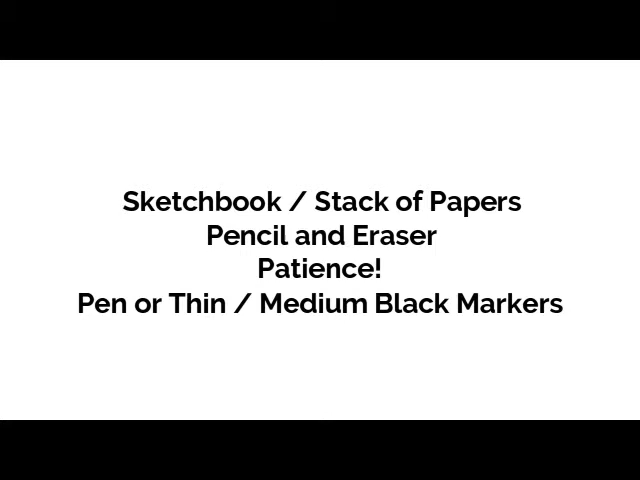 Sketchbook / Stack of Papers
Pencil and Eraser
Patience!
Pen or Thin / Medium Black Markers